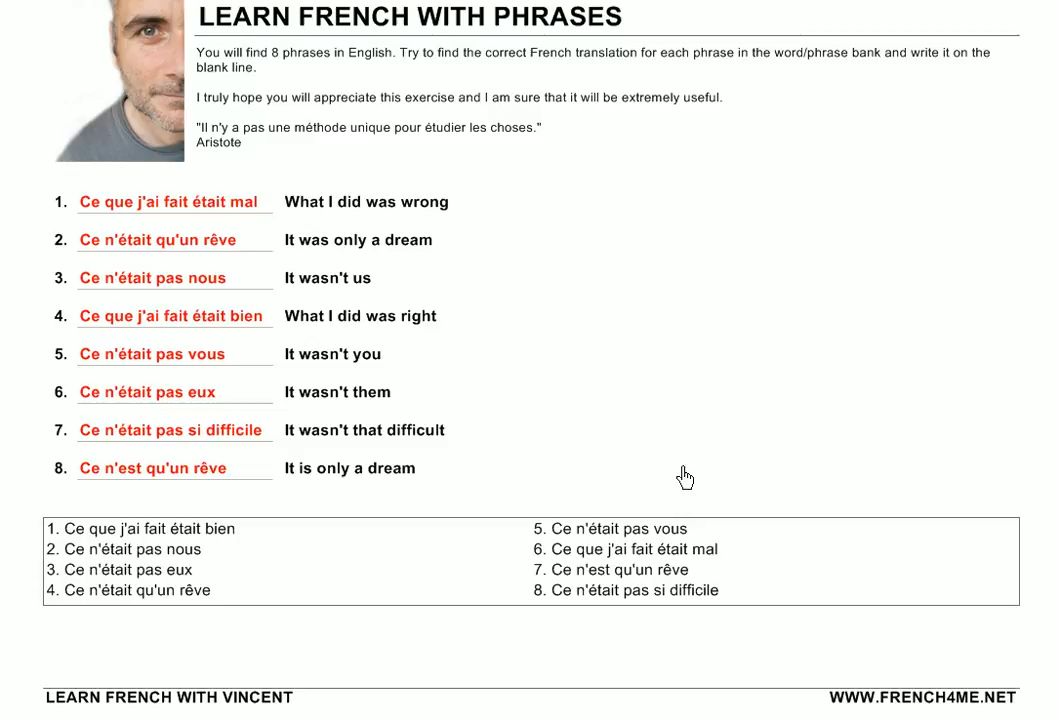 LEARN FRENCH WITH PHRASES
You will find 8 phrases in English. Try to find the correct French translation for each phrase in the word/phrase bank and write it on the
blank line.
I truly hope you will appreciate this exercise and I am sure that it will be extremely useful.
"Il n'y a pas une méthode unique pour étudier les choses."
Aristote
1. Ce que j'ai fait était mal What I did was wrong
2. Ce n'était qu'un rêve It was only a dream
3. Ce n'était pas nous It wasn't us
4. Ce que j'ai fait était bien What I did was right
5. Ce n'était pas vous It wasn't you
6. Ce n'était pas eux It wasn't them
7. Ce n'était pas si difficile It wasn't that difficult
8. Ce n'est qu'un rêve It is only a dream
1. Ce que j'ai fait était bien
2. Ce n'était pas nous
3. Ce n'était pas eux
4. Ce n'était qu'un rêve
5. Ce n'était pas vous
6. Ce que j'ai fait était mal
7. Ce n'est qu'un rêve
8. Ce n'était pas si difficile
LEARN FRENCH WITH VINCENT
WWW.FRENCH4ME.NET